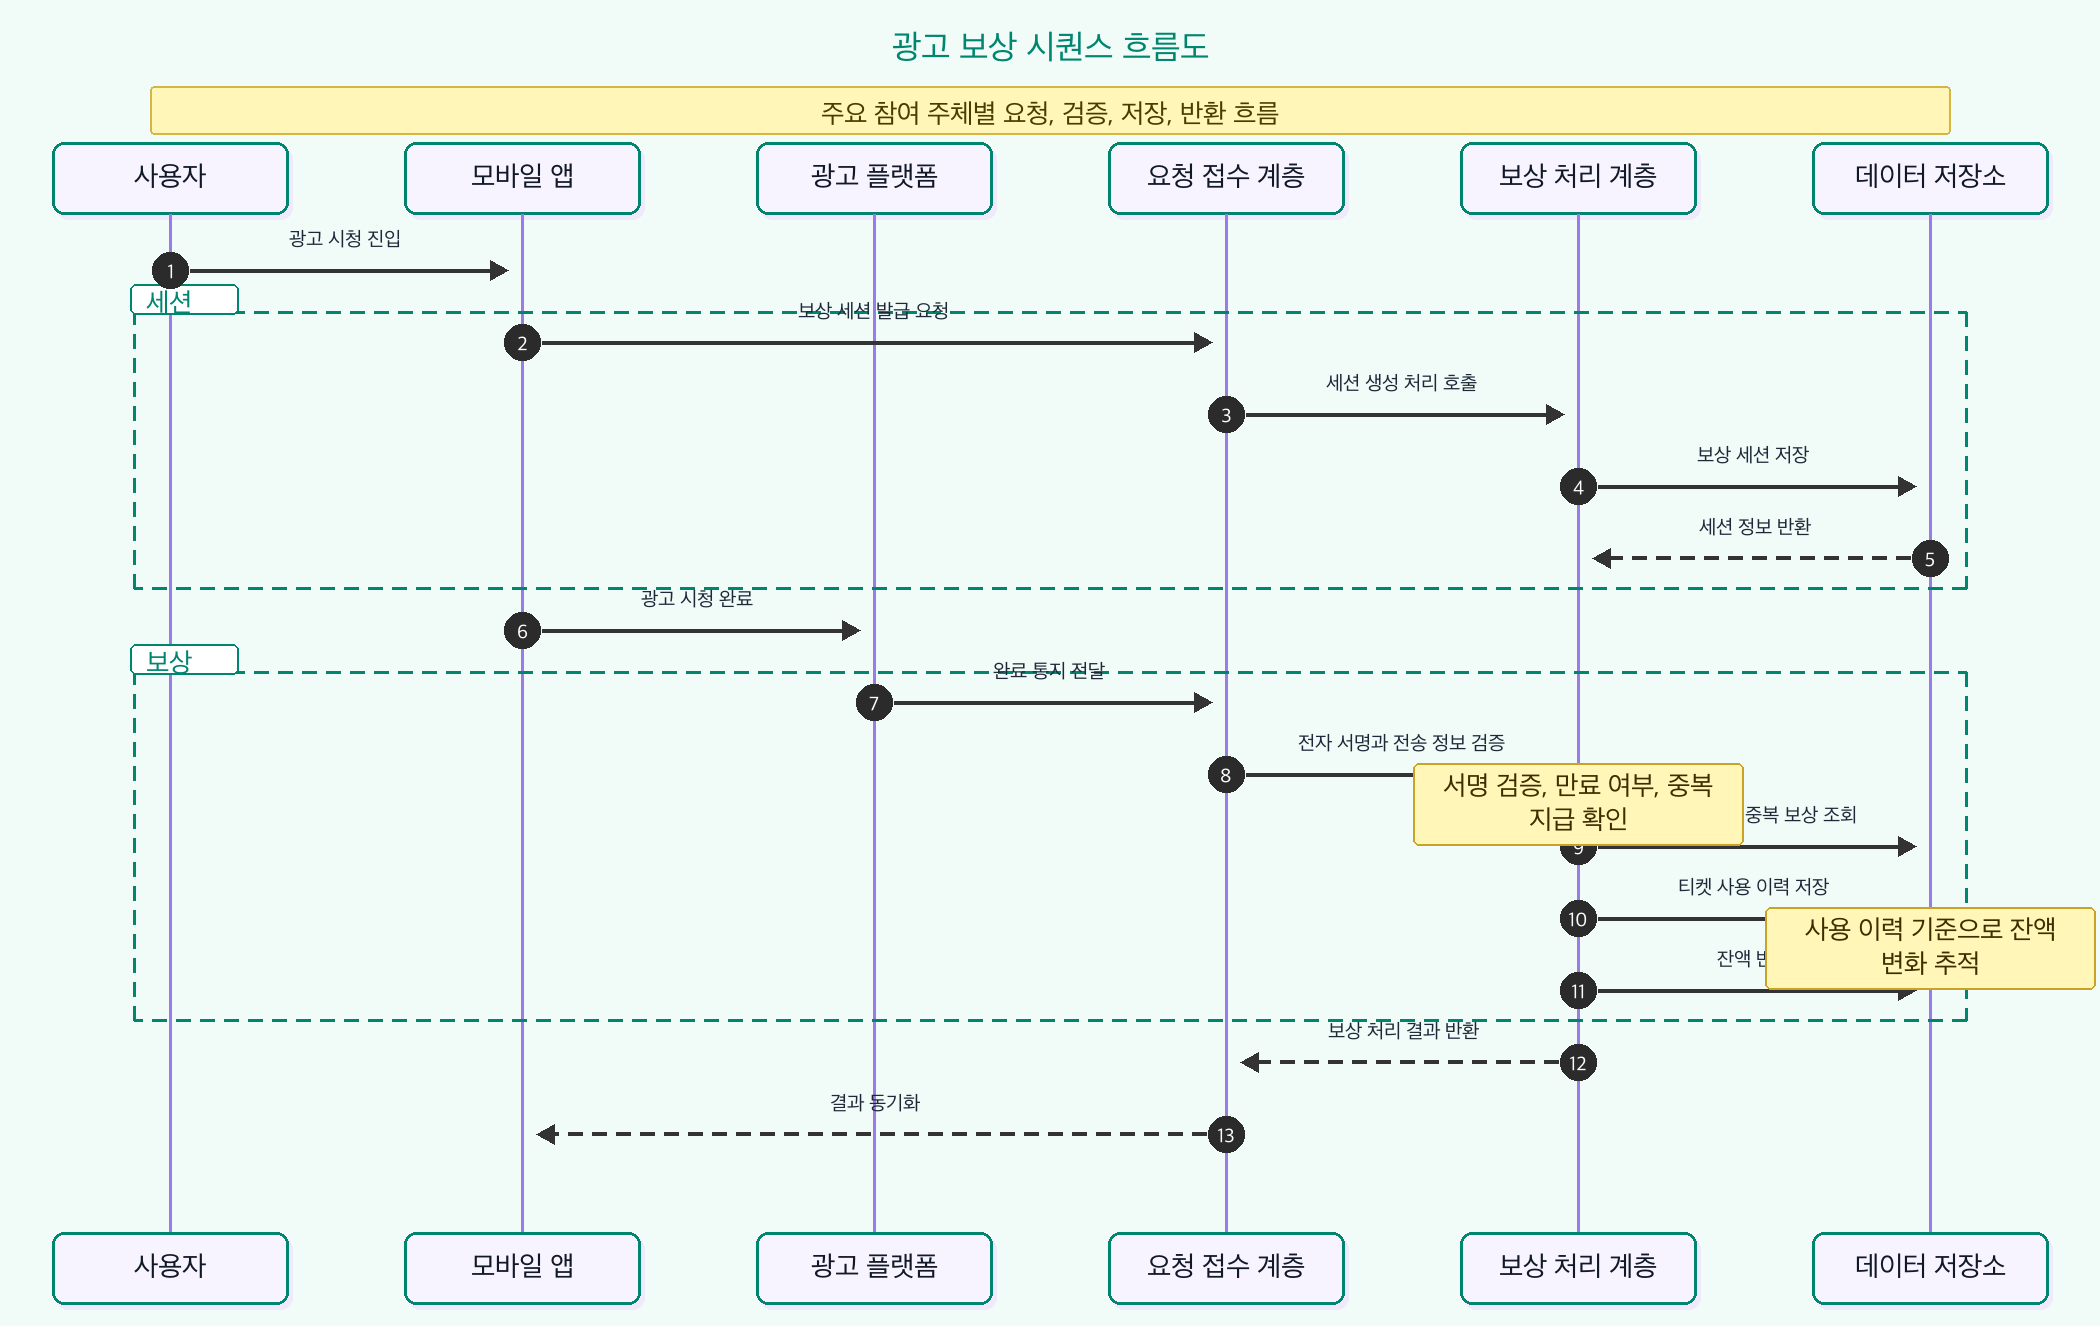 광고 보상 시퀀스 흐름도
주요 참여 주체별 요청, 검증, 저장, 반환 흐름
사용자
모바일 앱
광고 플랫폼
요청 접수 계층
보상 처리 계층
데이터 저장소
광고 시청 진입
1
세션
보상 세션 발급 요청
2
세션 생성 처리 호출
3
보상 세션 저장
4
세션 정보 반환
5
광고 시청 완료
6
보상
완료 통지 전달
7
전자 서명과 전송 정보 검증
8
서명 검증, 만료 여부, 중복
지급 확인
중복 보상 조회
9
티켓 사용 이력 저장
10
사용 이력 기준으로 잔액
변화 추적
잔액
11
보상 처리 결과 반환
12
결과 동기화
13
사용자
모바일 앱
광고 플랫폼
요청 접수 계층
보상 처리 계층
데이터 저장소